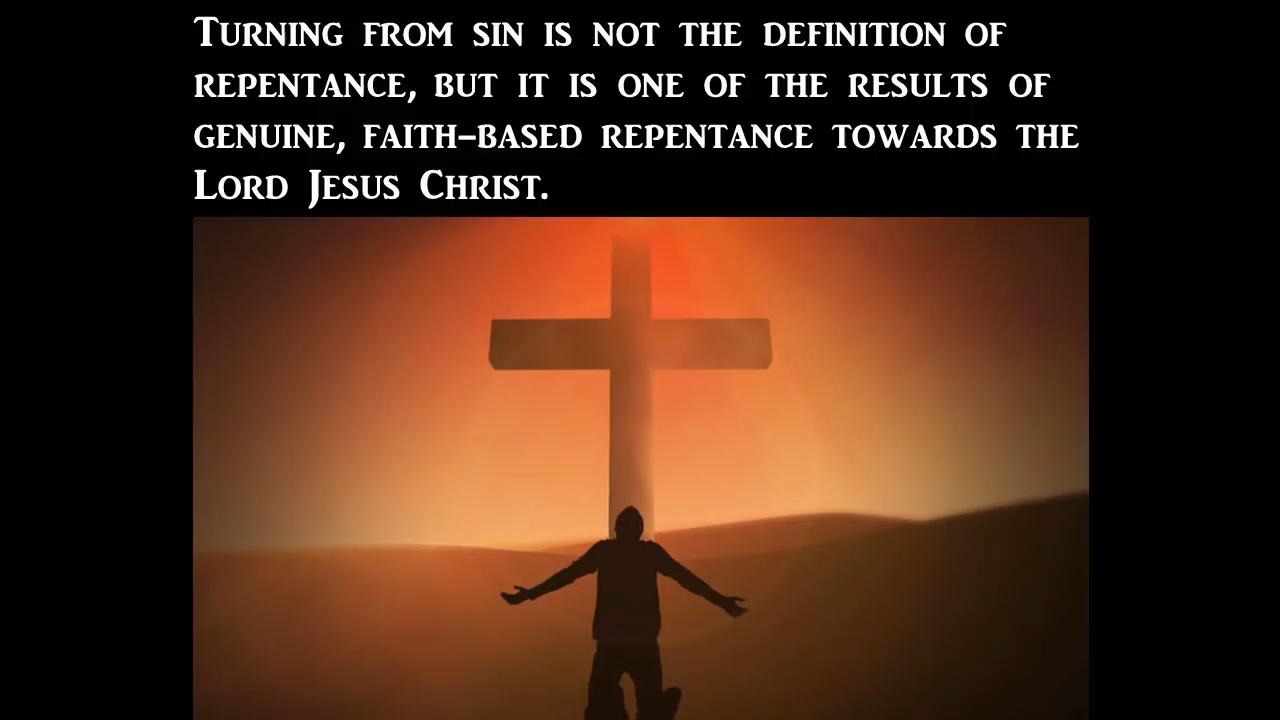 Turning from sin is not the definition of
repentance, but it is one of the results of
genuine, faith-based repentance towards the
Lord Jesus Christ.